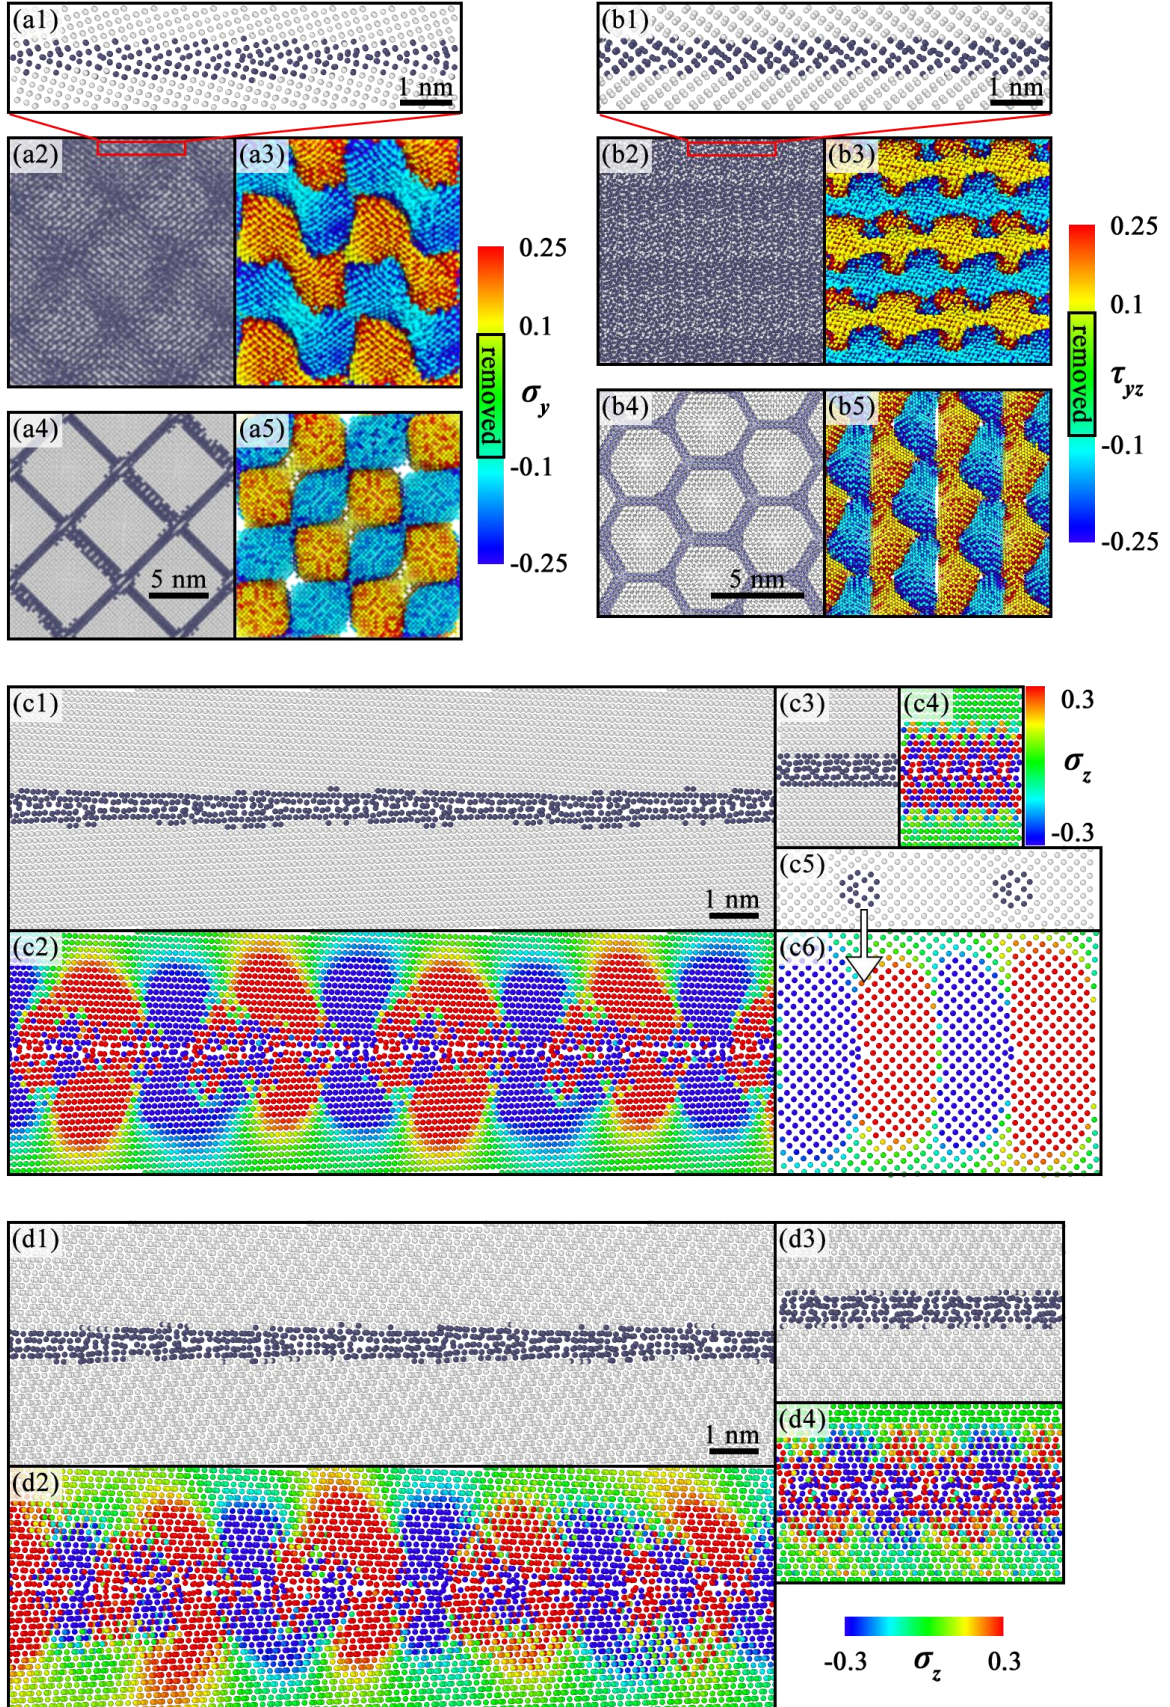 (a1)
1 nm
(b1)
1 nm
(a2)
(a3)
(b2)
(b3)
0.25
0.1
removed
σy
-0.1
-0.25
0.25
0.1
removed
τyz
-0.1
-0.25
(a4)
5 nm
(a5)
(b4)
5 nm
(b5)
(c1)
1 nm
(c3)
(c4)
0.3
σz
-0.3
(c5)
(c2)
(c6)
(d1)
1 nm
(d3)
(d4)
(d2)
-0.3
σz
0.3